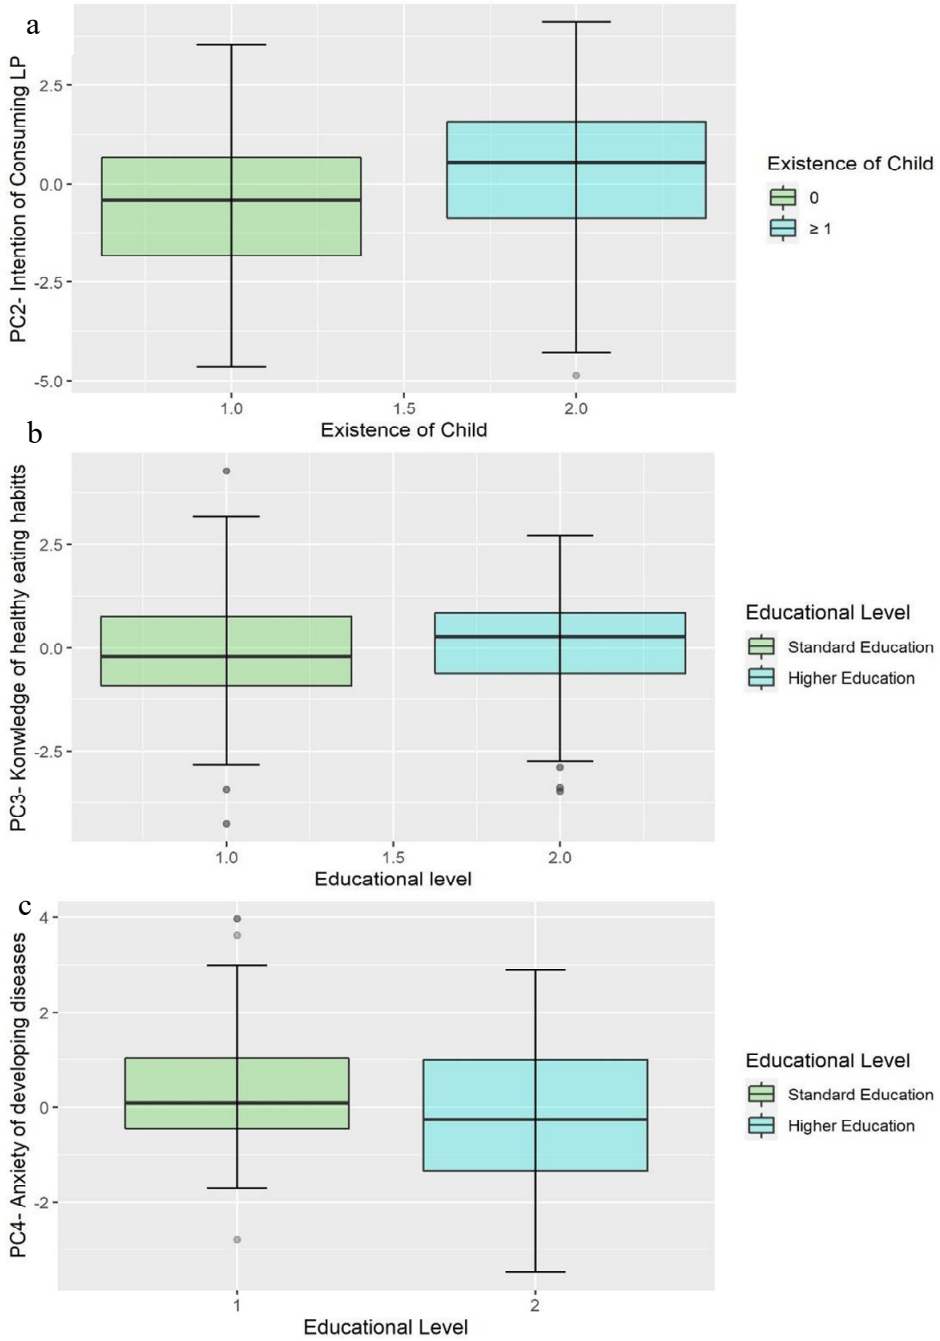 a
PC2- Intention of Consuming LP
2.5
0.0
-2.5
-5.0
1.0
1.5
2.0
Existence of Child
Existence of Child
0
≥ 1
b
PC3- Konwledge of healthy eating habitts
2.5
0.0
-2.5
1.0
1.5
2.0
Educational level
Educational Level
Standard Education
Higher Education
c
PC4- Anxiety of developing diseases
4
2
0
-2
1
2
Educational Level
Educational Level
Standard Education
Higher Education